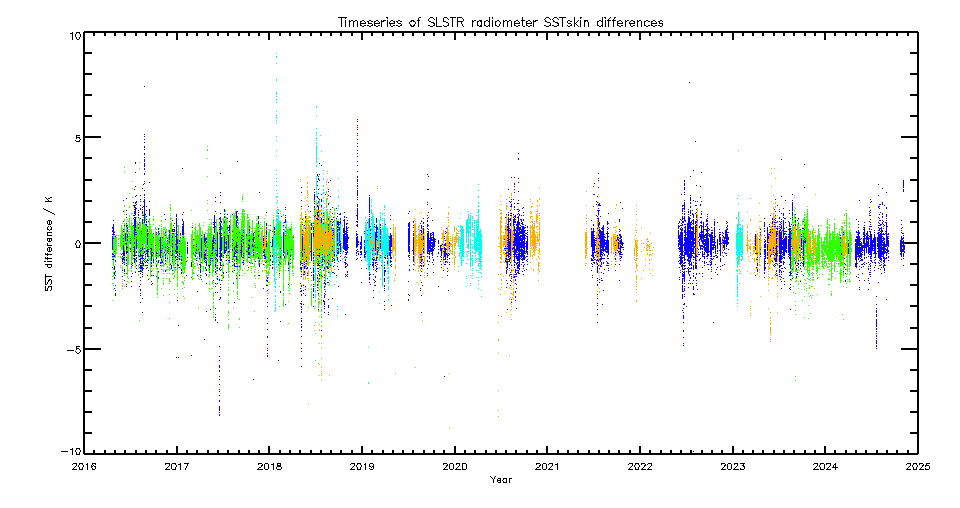 Timeseries of SLSTR radiometer SSTskin differences
10
5
0
-5
-10
SST difference / K
2016 2017 2018 2019 2020 2021 2022 2023 2024 2025
Year